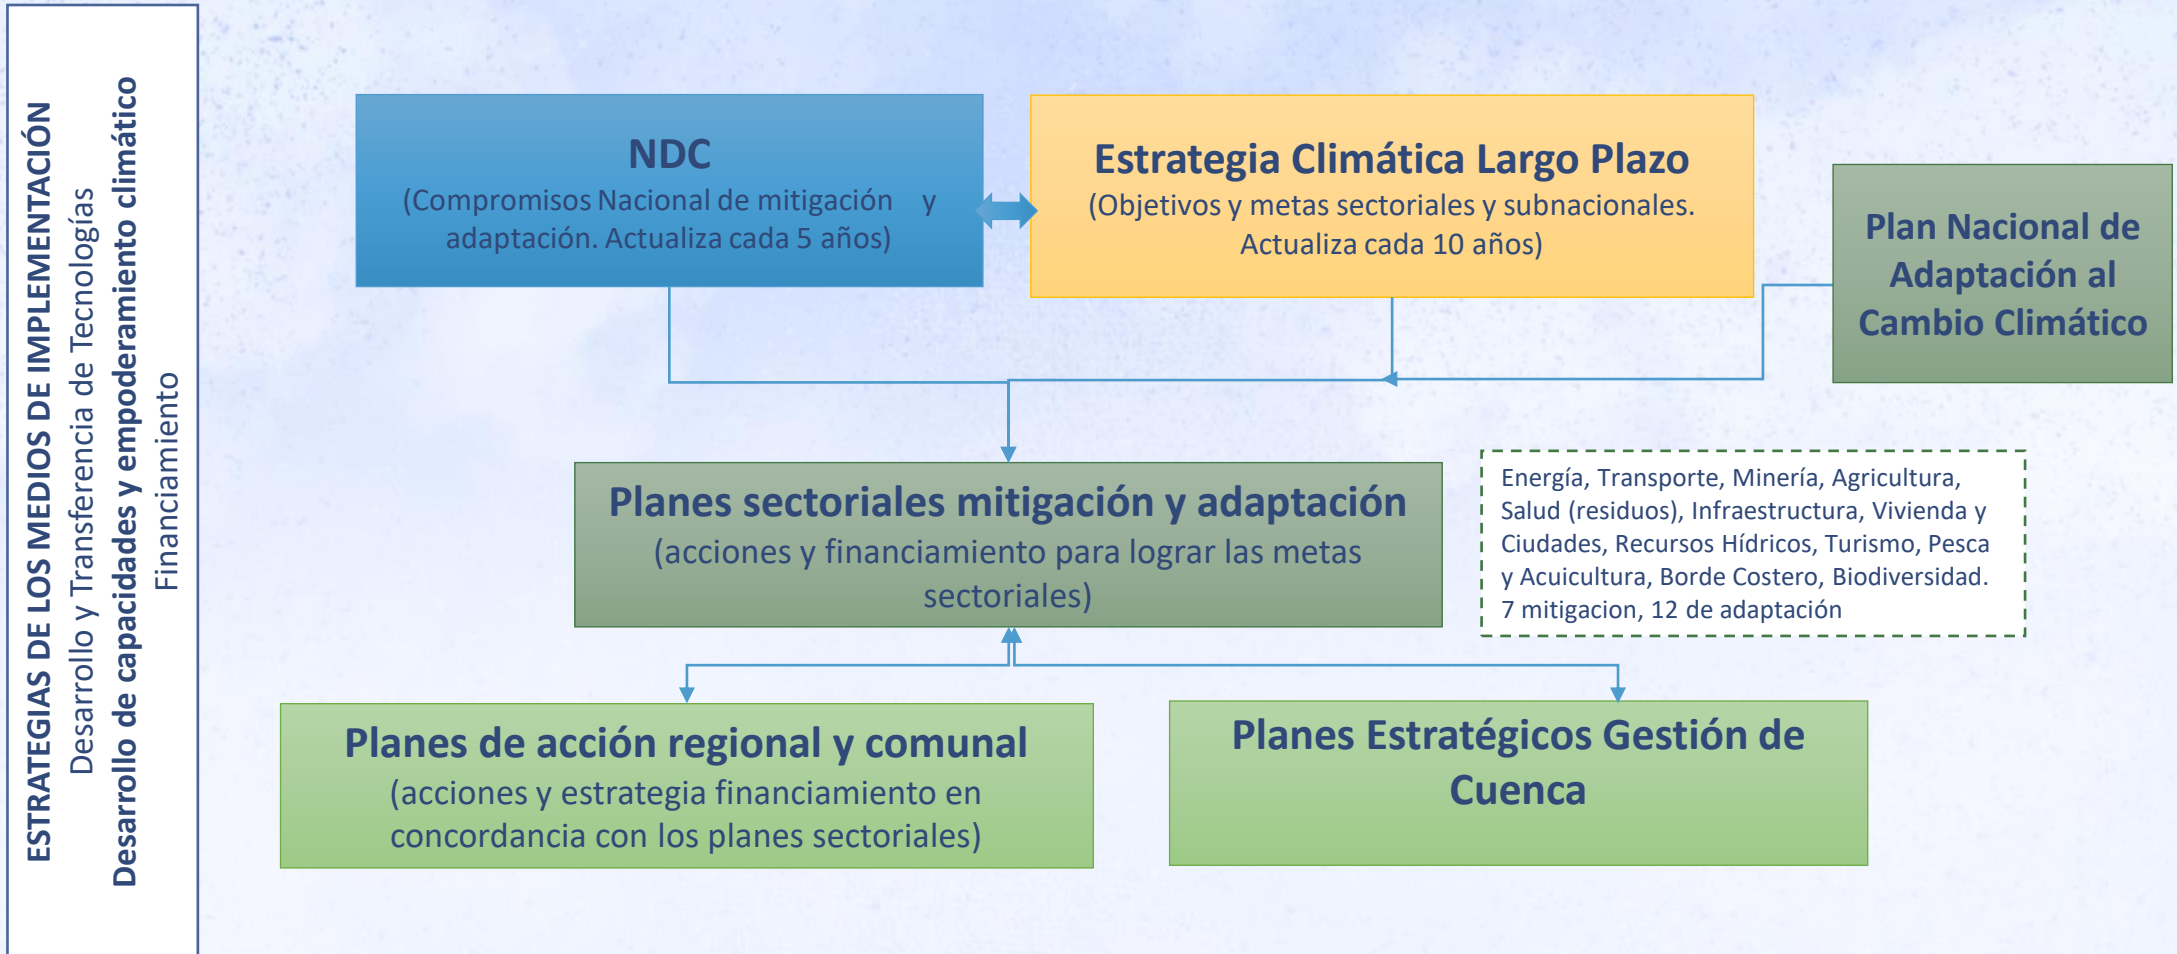 ESTRATEGIAS DE LOS MEDIOS DE IMPLEMENTACIÓN
Desarrollo y Transferencia de Tecnologías
Desarrollo de capacidades y empoderamiento climático
Financiamiento
NDC
(Compromisos Nacional de mitigación y
adaptación. Actualiza cada 5 años)
Estrategia Climática Largo Plazo
(Objetivos y metas sectoriales y subnacionales.
Actualiza cada 10 años)
Plan Nacional de
Adaptación al
Cambio Climático
Planes sectoriales mitigación y adaptación
(acciones y financiamiento para lograr las metas
sectoriales)
Energía, Transporte, Minería, Agricultura,
Salud (residuos), Infraestructura, Vivienda y
Ciudades, Recursos Hídricos, Turismo, Pesca
y Acuicultura, Borde Costero, Biodiversidad.
7 mitigacion, 12 de adaptación
Planes de acción regional y comunal
(acciones y estrategia financiamiento en
concordancia con los planes sectoriales)
Planes Estratégicos Gestión de
Cuenca